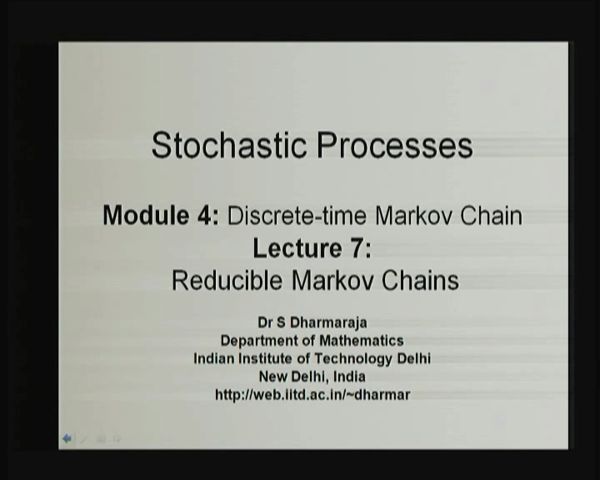 Stochastic Processes
Module 4: Discrete-time Markov Chain
Lecture 7:
Reducible Markov Chains
Dr S Dharmaraja
Department of Mathematics
Indian Institute of Technology Delhi
New Delhi, India
http://web.iitd.ac.in/~dharmar